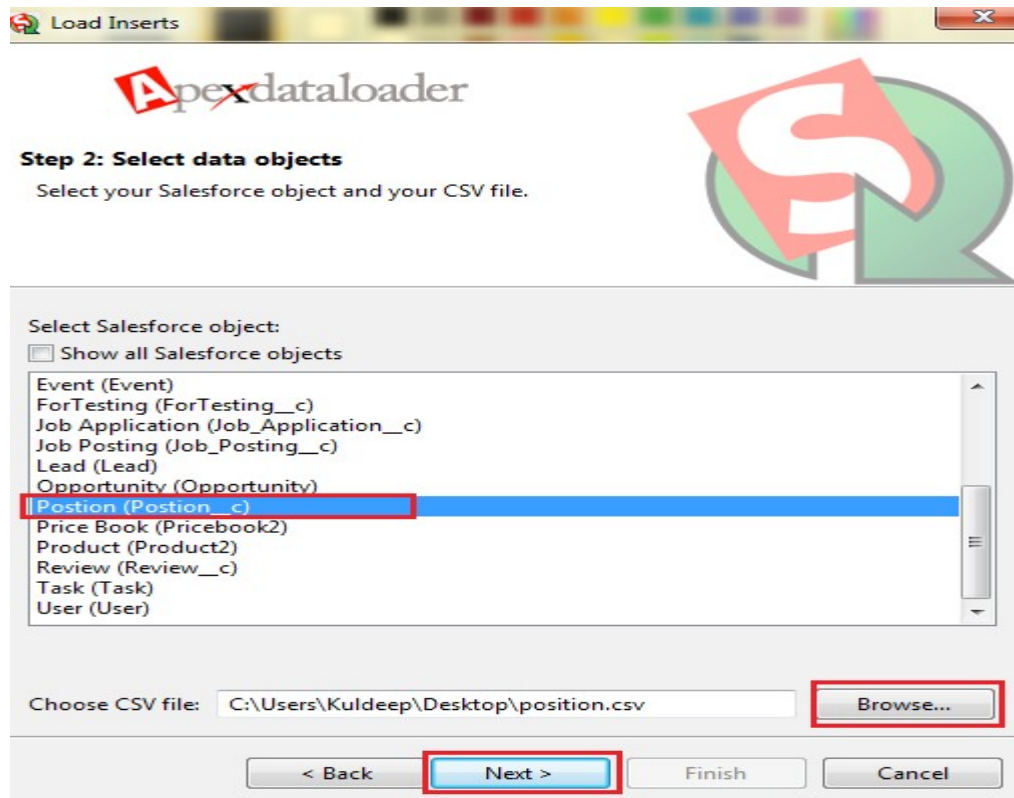 Load Inserts
Apexdataloader
Step 2: Select data objects
Select your Salesforce object and your CSV file.
Select Salesforce object:
Show all Salesforce objects
Event (Event)
ForTesting (ForTesting__c)
Job Application (Job_Application__c)
Job Posting (Job_Posting__c)
Lead (Lead)
Opportunity (Opportunity)
Postion (Postion__c)
Price Book (Pricebook2)
Product (Product2)
Review (Review__c)
Task (Task)
User (User)
Choose CSV file: C:\Users\Kuldeep\Desktop\position.csv Browse...
< Back Next > Finish Cancel